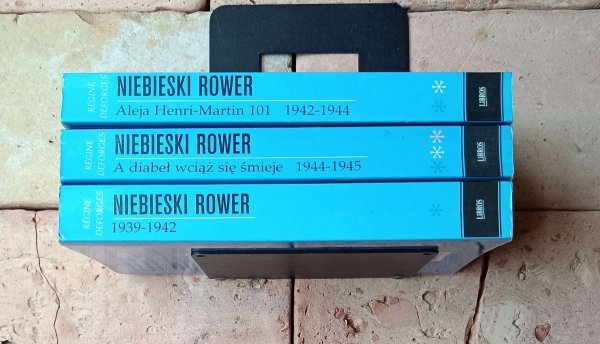 RÉGINE
DEFORGES
NIEBIESKI ROWER
Aleja Henri-Martin 101 1942-1944
LIBROS
RÉGINE
DEFORGES
NIEBIESKI ROWER
A diabeł wciąż się śmieje 1944-1945
LIBROS
RÉGINE
DEFORGES
NIEBIESKI ROWER
1939-1942
LIBROS